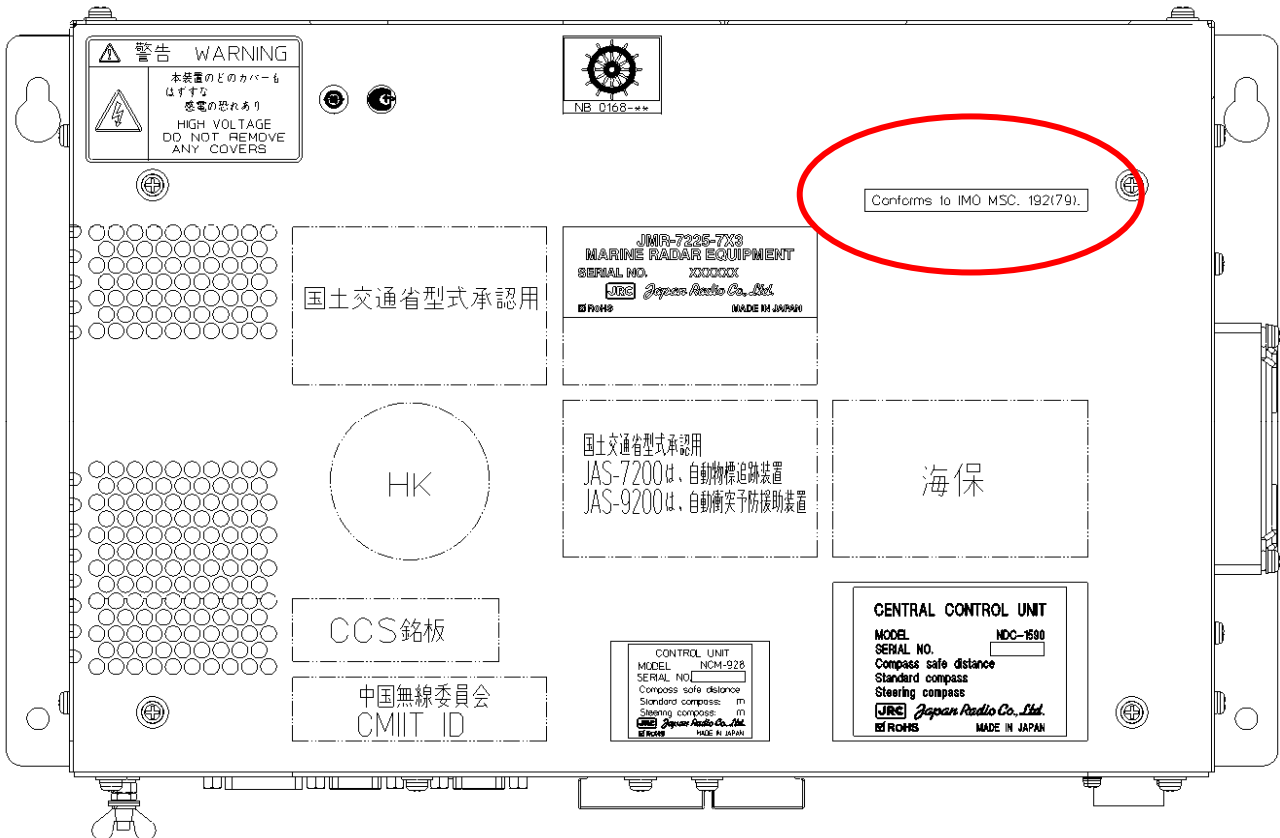 警告 WARNING
本装置のどのカバーも
はずすな
感電の恐れあり
HIGH VOLTAGE
DO NOT REMOVE
ANY COVERS
NB 0168-**
Conforms to IMO MSC. 192(79).
国土交通省型式承認用
JMR-7225-7X3
MARINE RADAR EQUIPMENT
SERIAL NO. XXXXXX
JRC Japan Radio Co., Ltd.
RoHS MADE IN JAPAN
HK
国土交通省型式承認用
JAS-7200は、自動物標追跡装置
JAS-9200は、自動衝突予防援助装置
海保
CCS銘板
中国無線委員会
CMIIT ID
CONTROL UNIT
MODEL NCM-928
SERIAL NO.
Compass safe distance
Standard compass: m
Steering compass: m
JRC Japan Radio Co., Ltd.
RoHS MADE IN JAPAN
CENTRAL CONTROL UNIT
MODEL NDC-1590
SERIAL NO.
Compass safe distance
Standard compass
Steering compass
JRC Japan Radio Co., Ltd.
RoHS MADE IN JAPAN